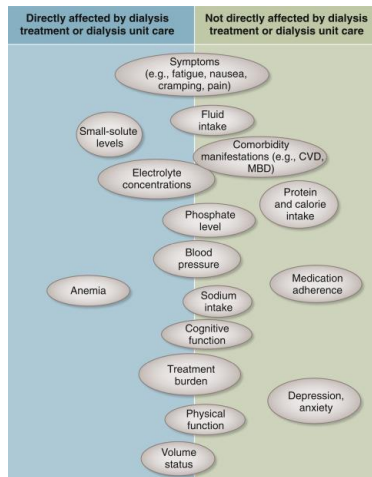 Directly affected by dialysis
treatment or dialysis unit care
Not directly affected by dialysis
treatment or dialysis unit care
Symptoms
(e.g., fatigue, nausea,
cramping, pain)
Fluid
intake
Small-solute
levels
Comorbidity
manifestations (e.g., CVD,
MBD)
Electrolyte
concentrations
Protein
and calorie
intake
Phosphate
level
Blood
pressure
Medication
adherence
Anemia
Sodium
intake
Cognitive
function
Treatment
burden
Depression,
anxiety
Physical
function
Volume
status